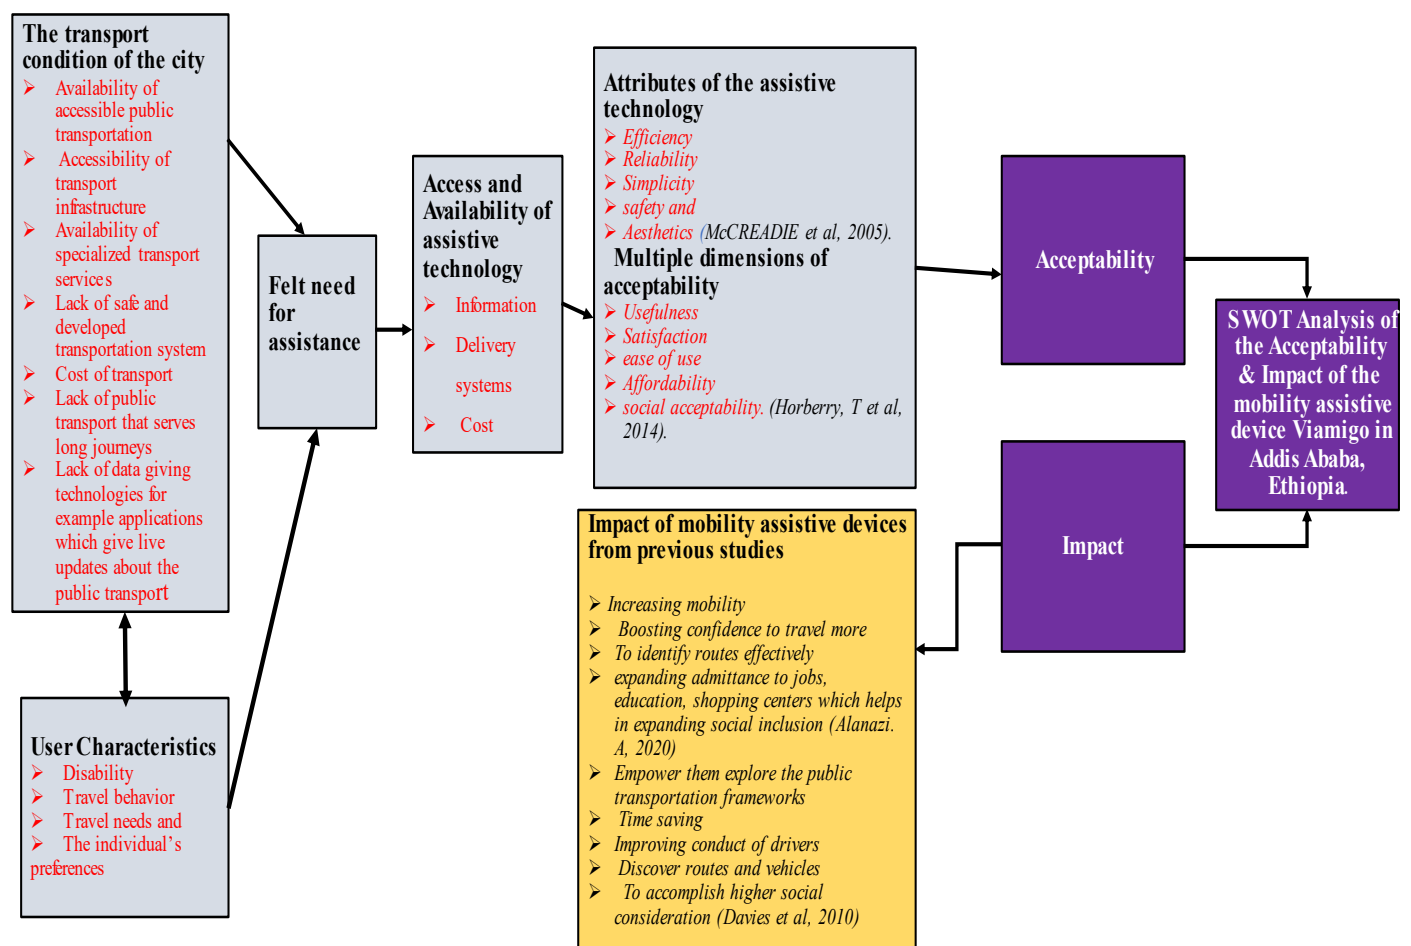 The transport
condition of the city
➢ Availability of
accessible public
transportation
➢ Accessibility of
transport
infrastructure
➢ Availability of
specialized transport
services
➢ Lack of safe and
developed
transportation system
➢ Cost of transport
➢ Lack of public
transport that serves
long journeys
➢ Lack of data giving
technologies for
example applications
which give live
updates about the
public transport
User Characteristics
➢ Disability
➢ Travel behavior
➢ Travel needs and
➢ The individual's
preferences
Felt need
for
assistance
Access and
Availability of
assistive
technology
➢ Information
➢ Delivery
systems
➢ Cost
Attributes of the assistive
technology
➢ Efficiency
➢ Reliability
➢ Simplicity
➢ safety and
➢ Aesthetics (McCREADIE et al, 2005).
Multiple dimensions of
acceptability
➢ Usefulness
➢ Satisfaction
➢ ease of use
➢ Affordability
➢ social acceptability. (Horberry, T et al,
2014).
Impact of mobility assistive devices
from previous studies
➢ Increasing mobility
➢ Boosting confidence to travel more
➢ To identify routes effectively
➢ expanding admittance to jobs,
education, shopping centers which helps
in expanding social inclusion (Alanazi.
A, 2020)
➢ Empower them explore the public
transportation frameworks
➢ Time saving
➢ Improving conduct of drivers
➢ Discover routes and vehicles
➢ To accomplish higher social
consideration (Davies et al, 2010)
Acceptability
Impact
SWOT Analysis of
the Acceptability
& Impact of the
mobility assistive
device Viamigo in
Addis Ababa,
Ethiopia.